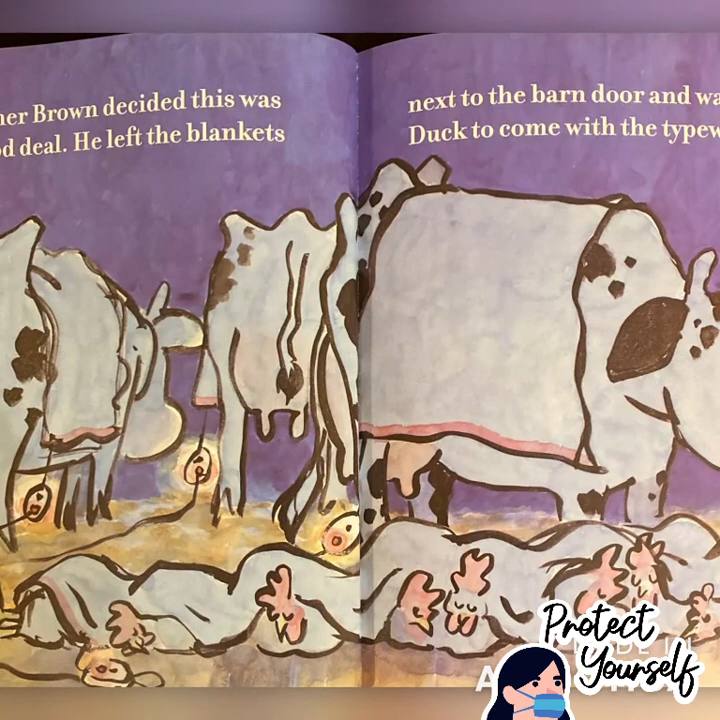 her Brown decided this was
d deal. He left the blankets
next to the barn door and wa
Duck to come with the typew
Protect
Yourself